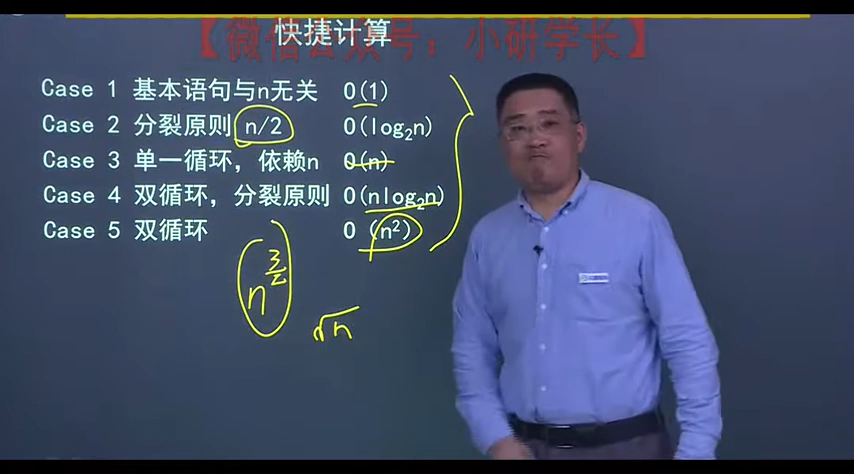 快捷计算
【微信公众号：小研学长】
Case 1 基本语句与n无关 O(1)
Case 2 分裂原则 n/2 O(log₂n)
Case 3 单一循环，依赖n O(n)
Case 4 双循环，分裂原则 O(nlog₂n)
Case 5 双循环 O (n²)
n^(3/2)
√n